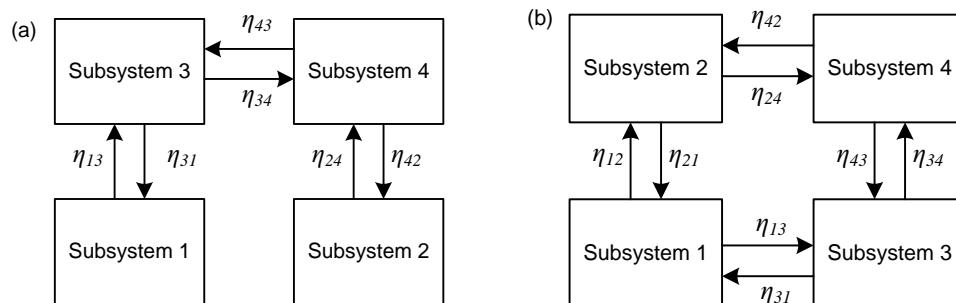 (a)
η43
Subsystem 3
Subsystem 4
η34
η13
η31
η24
η42
Subsystem 1
Subsystem 2
(b)
η42
Subsystem 2
Subsystem 4
η24
η12
η21
η43
η34
Subsystem 1
η13
Subsystem 3
η31